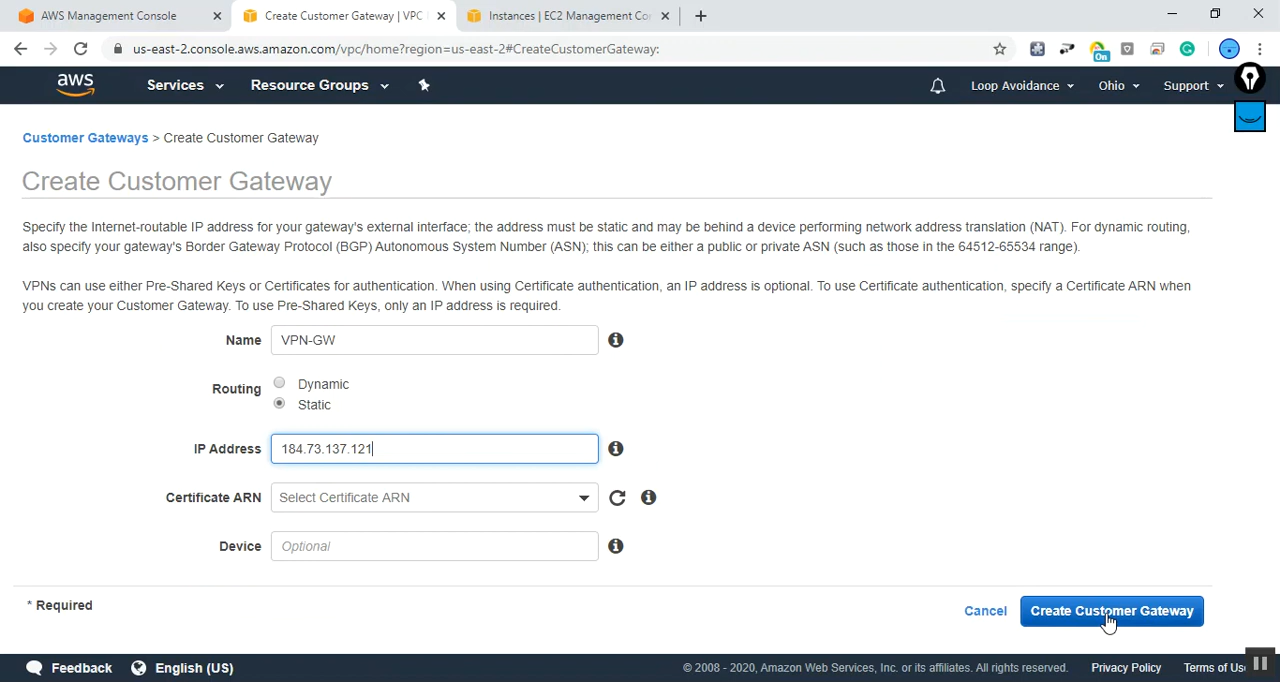 AWS Management Console
Create Customer Gateway | VPC
Instances | EC2 Management Co
us-east-2.console.aws.amazon.com/vpc/home?region=us-east-2#CreateCustomerGateway:
On
aws
Services
Resource Groups
Loop Avoidance
Ohio
Support
Customer Gateways > Create Customer Gateway
Create Customer Gateway
Specify the Internet-routable IP address for your gateway's external interface; the address must be static and may be behind a device performing network address translation (NAT). For dynamic routing,
also specify your gateway's Border Gateway Protocol (BGP) Autonomous System Number (ASN); this can be either a public or private ASN (such as those in the 64512-65534 range).
VPNs can use either Pre-Shared Keys or Certificates for authentication. When using Certificate authentication, an IP address is optional. To use Certificate authentication, specify a Certificate ARN when
you create your Customer Gateway. To use Pre-Shared Keys, only an IP address is required.
Name
VPN-GW
Routing
Dynamic
Static
IP Address
184.73.137.121
Certificate ARN
Select Certificate ARN
Device
Optional
* Required
Cancel
Create Customer Gateway
Feedback
English (US)
© 2008 - 2020, Amazon Web Services, Inc. or its affiliates. All rights reserved.
Privacy Policy
Terms of Us